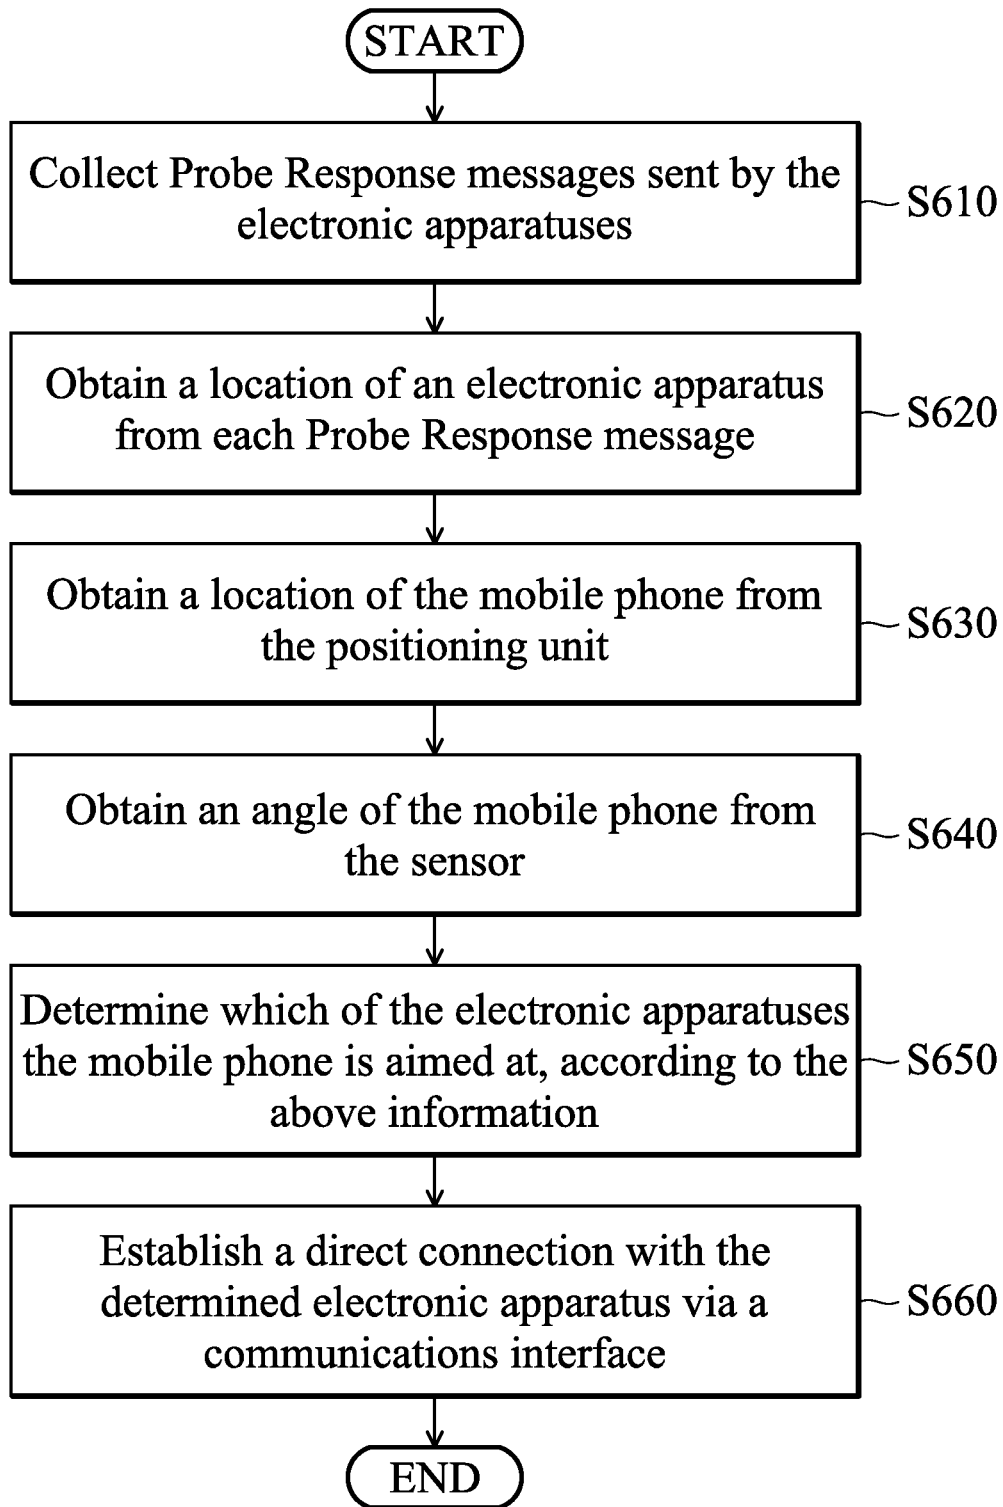 START
Collect Probe Response messages sent by the
electronic apparatuses
S610
Obtain a location of an electronic apparatus
from each Probe Response message
S620
Obtain a location of the mobile phone from
the positioning unit
S630
Obtain an angle of the mobile phone from
the sensor
S640
Determine which of the electronic apparatuses
the mobile phone is aimed at, according to the
above information
S650
Establish a direct connection with the
determined electronic apparatus via a
communications interface
S660
END